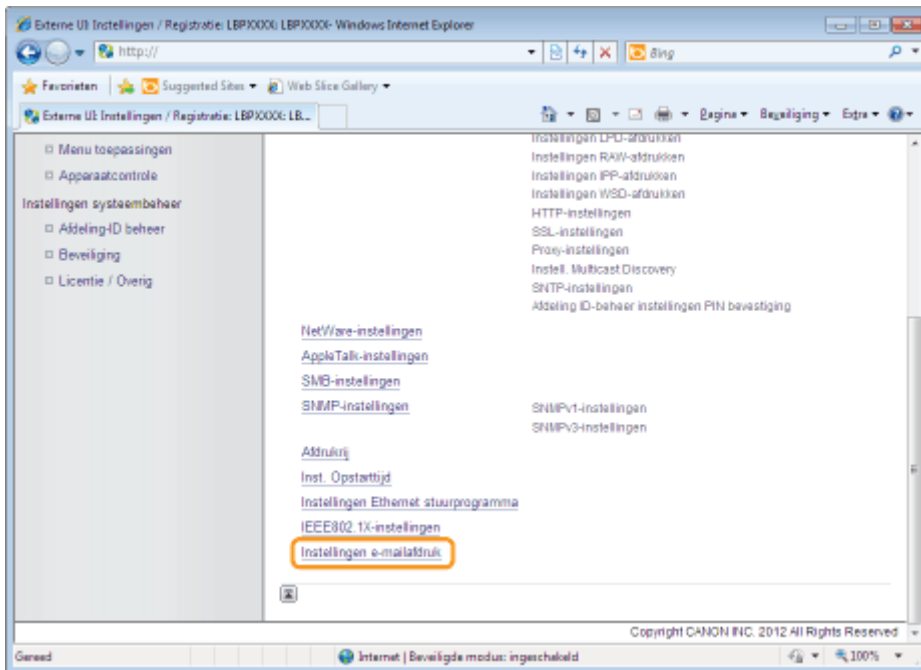 Externe UI: Instellingen / Registratie: LBPXXXX: LBPXXXX- Windows Internet Explorer
http://
Bing
Favorieten
Suggested Sites
Web Slice Gallery
Externe UI: Instellingen / Registratie: LBPXXXX: LB...
Pagina
Beveiliging
Extra
Menu toepassingen
Apparaatcontrole
Instellingen systeembeheer
Afdeling-ID beheer
Beveiliging
Licentie / Overig
Instellingen LPD-afdrukken
Instellingen RAW-afdrukken
Instellingen IPP-afdrukken
Instellingen WSD-afdrukken
HTTP-instellingen
SSL-instellingen
Proxy-instellingen
Instell. Multicast Discovery
SNTP-instellingen
Afdeling ID-beheer instellingen PIN bevestiging
NetWare-instellingen
AppleTalk-instellingen
SMB-instellingen
SNMP-instellingen
SNMPv1-instellingen
SNMPv3-instellingen
Afdrukrij
Inst. Opstarttijd
Instellingen Ethernet stuurprogramma
IEEE802.1X-instellingen
Instellingen e-mailafdruk
Copyright CANON INC. 2012 All Rights Reserved
Gereed
Internet | Beveiligde modus: ingeschakeld
100%